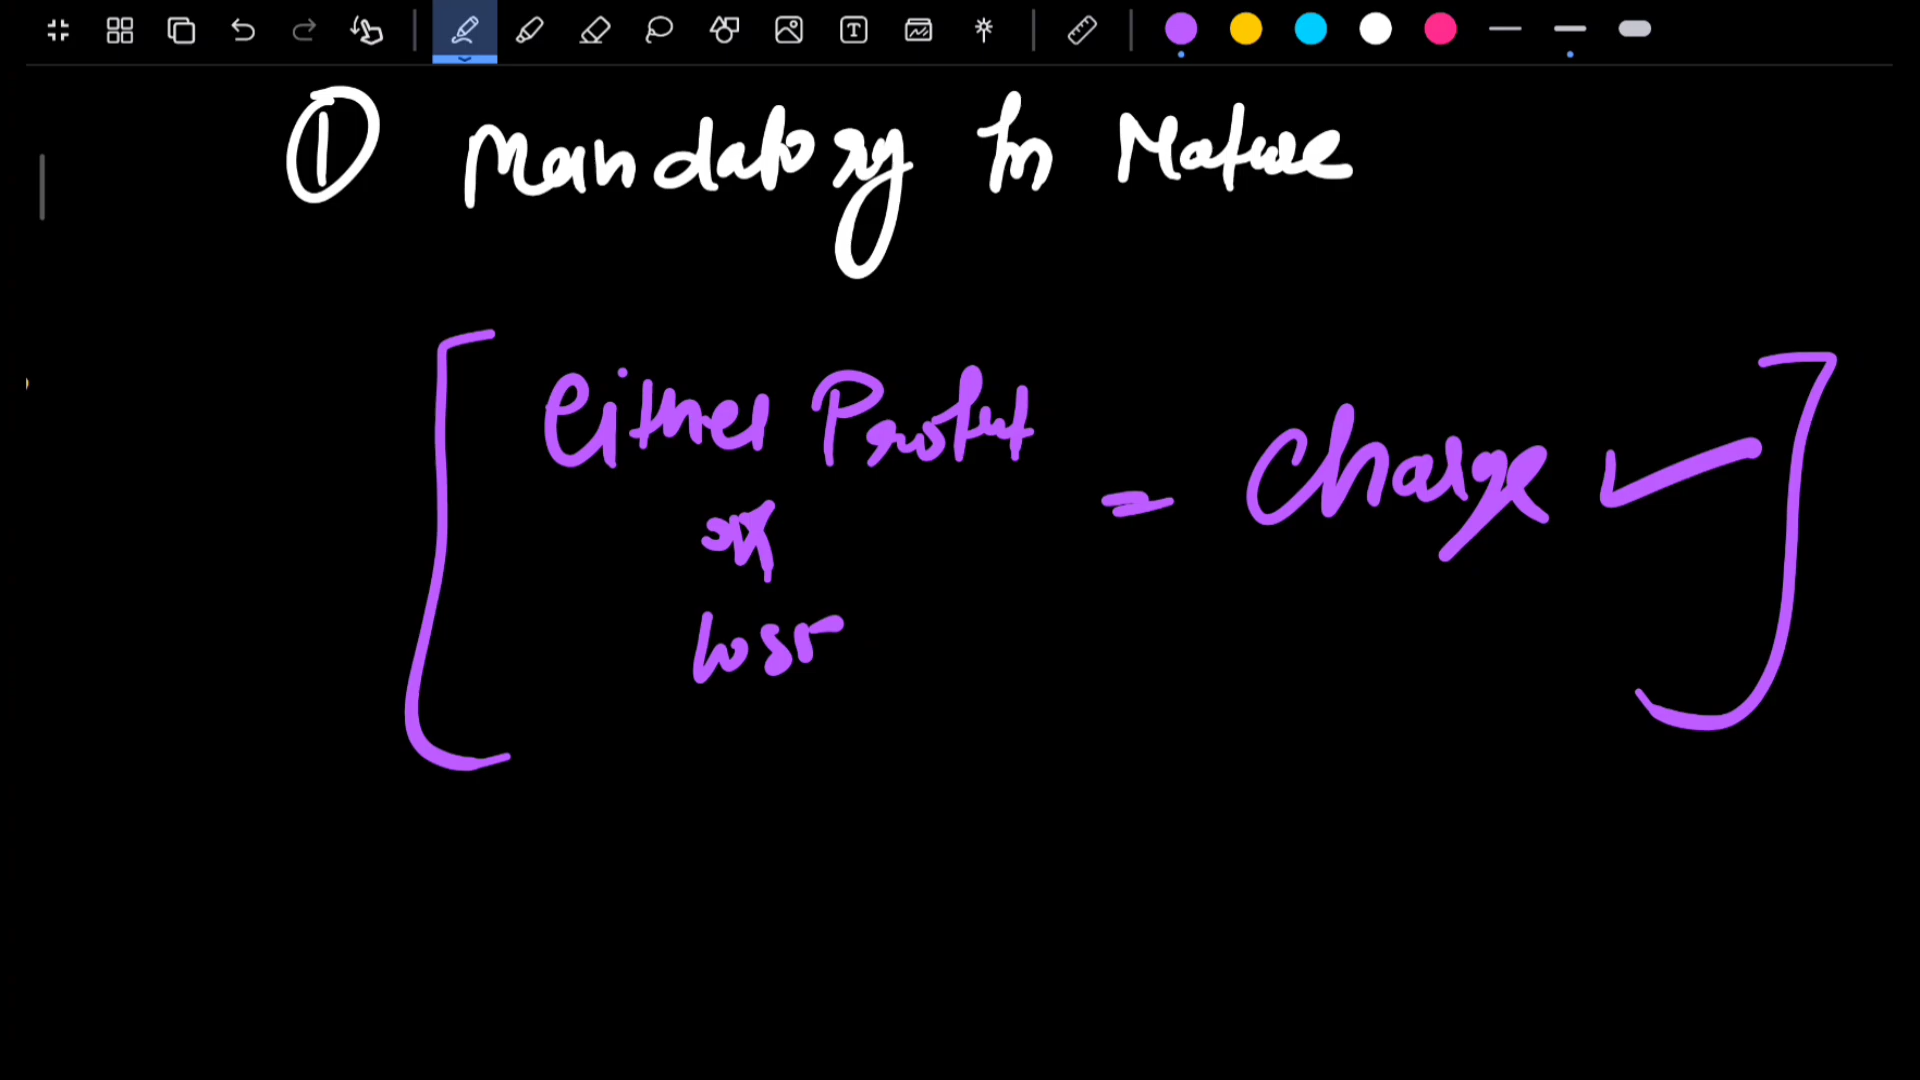 ① Mandatory In Nature
Either Profit
or
loss
= Charge ✓